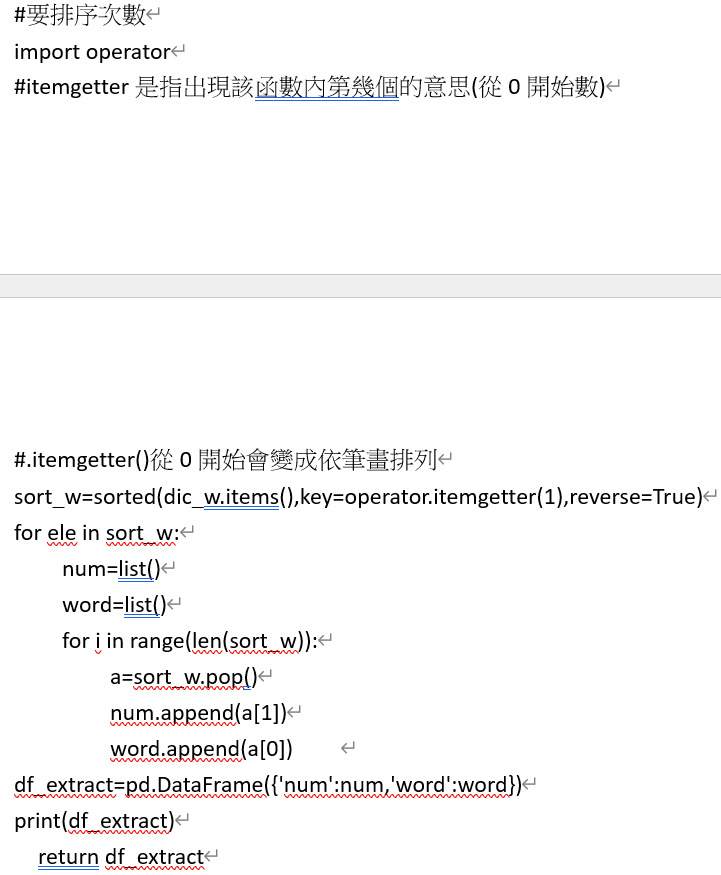 #要排序次數
import operator
#itemgetter 是指出現該函數內第幾個的意思(從 0 開始數)
#.itemgetter()從 0 開始會變成依筆畫排列
sort_w=sorted(dic_w.items(),key=operator.itemgetter(1),reverse=True)
for ele in sort_w:
num=list()
word=list()
for i in range(len(sort_w)):
a=sort_w.pop()
num.append(a[1])
word.append(a[0])
df_extract=pd.DataFrame({'num':num,'word':word})
print(df_extract)
return df_extract